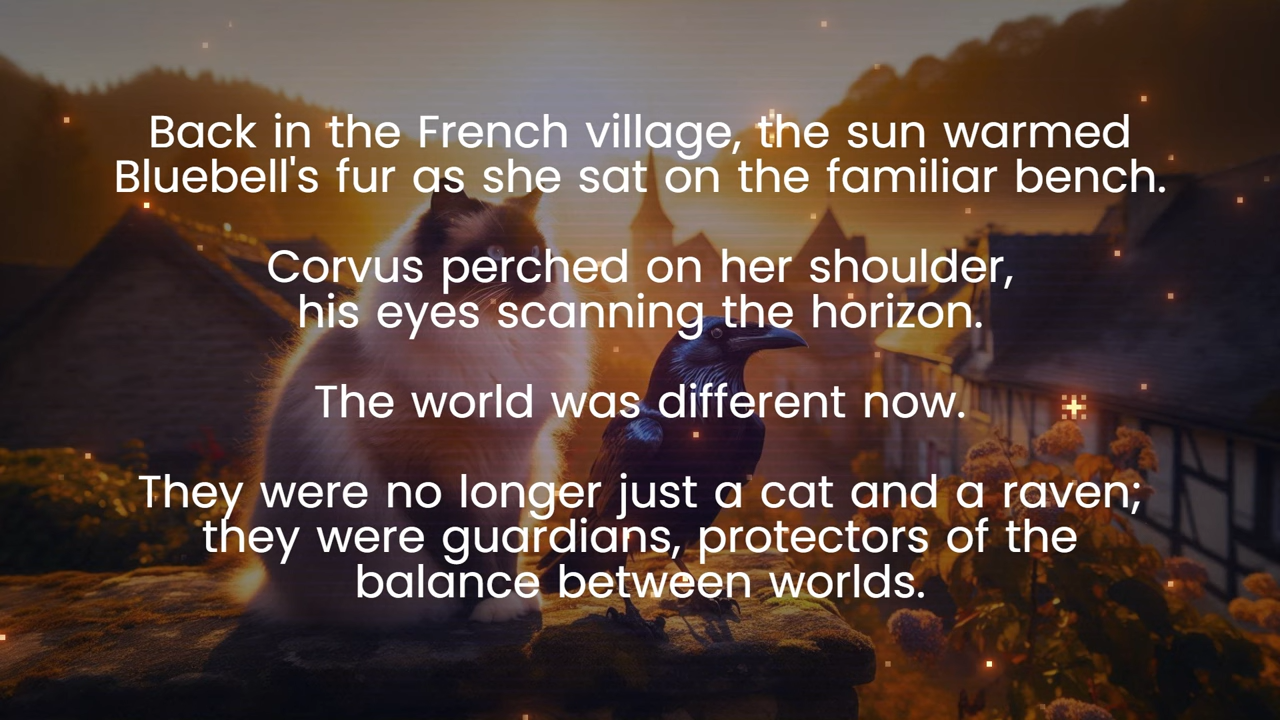 Back in the French village, the sun warmed
Bluebell's fur as she sat on the familiar bench.
Corvus perched on her shoulder,
his eyes scanning the horizon.
The world was different now.
They were no longer just a cat and a raven;
they were guardians, protectors of the
balance between worlds.